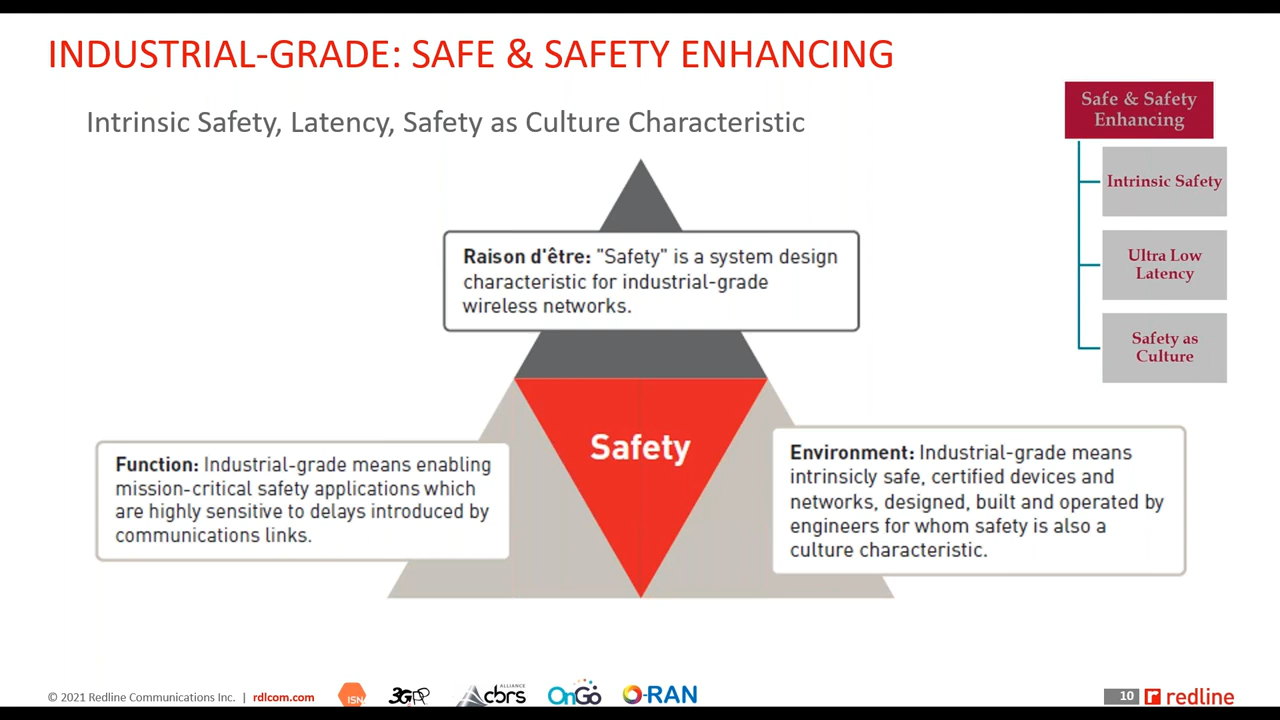 INDUSTRIAL-GRADE: SAFE & SAFETY ENHANCING
Intrinsic Safety, Latency, Safety as Culture Characteristic
Safe & Safety
Enhancing
Intrinsic Safety
Ultra Low
Latency
Safety as
Culture
Raison d'être: "Safety" is a system design
characteristic for industrial-grade
wireless networks.
Safety
Function: Industrial-grade means enabling
mission-critical safety applications which
are highly sensitive to delays introduced by
communications links.
Environment: Industrial-grade means
intrinsicly safe, certified devices and
networks, designed, built and operated by
engineers for whom safety is also a
culture characteristic.
© 2021 Redline Communications Inc. | rdlcom.com
ISN
3GPP
ALLIANCE
cbrs
OnGo
O-RAN
10
redline